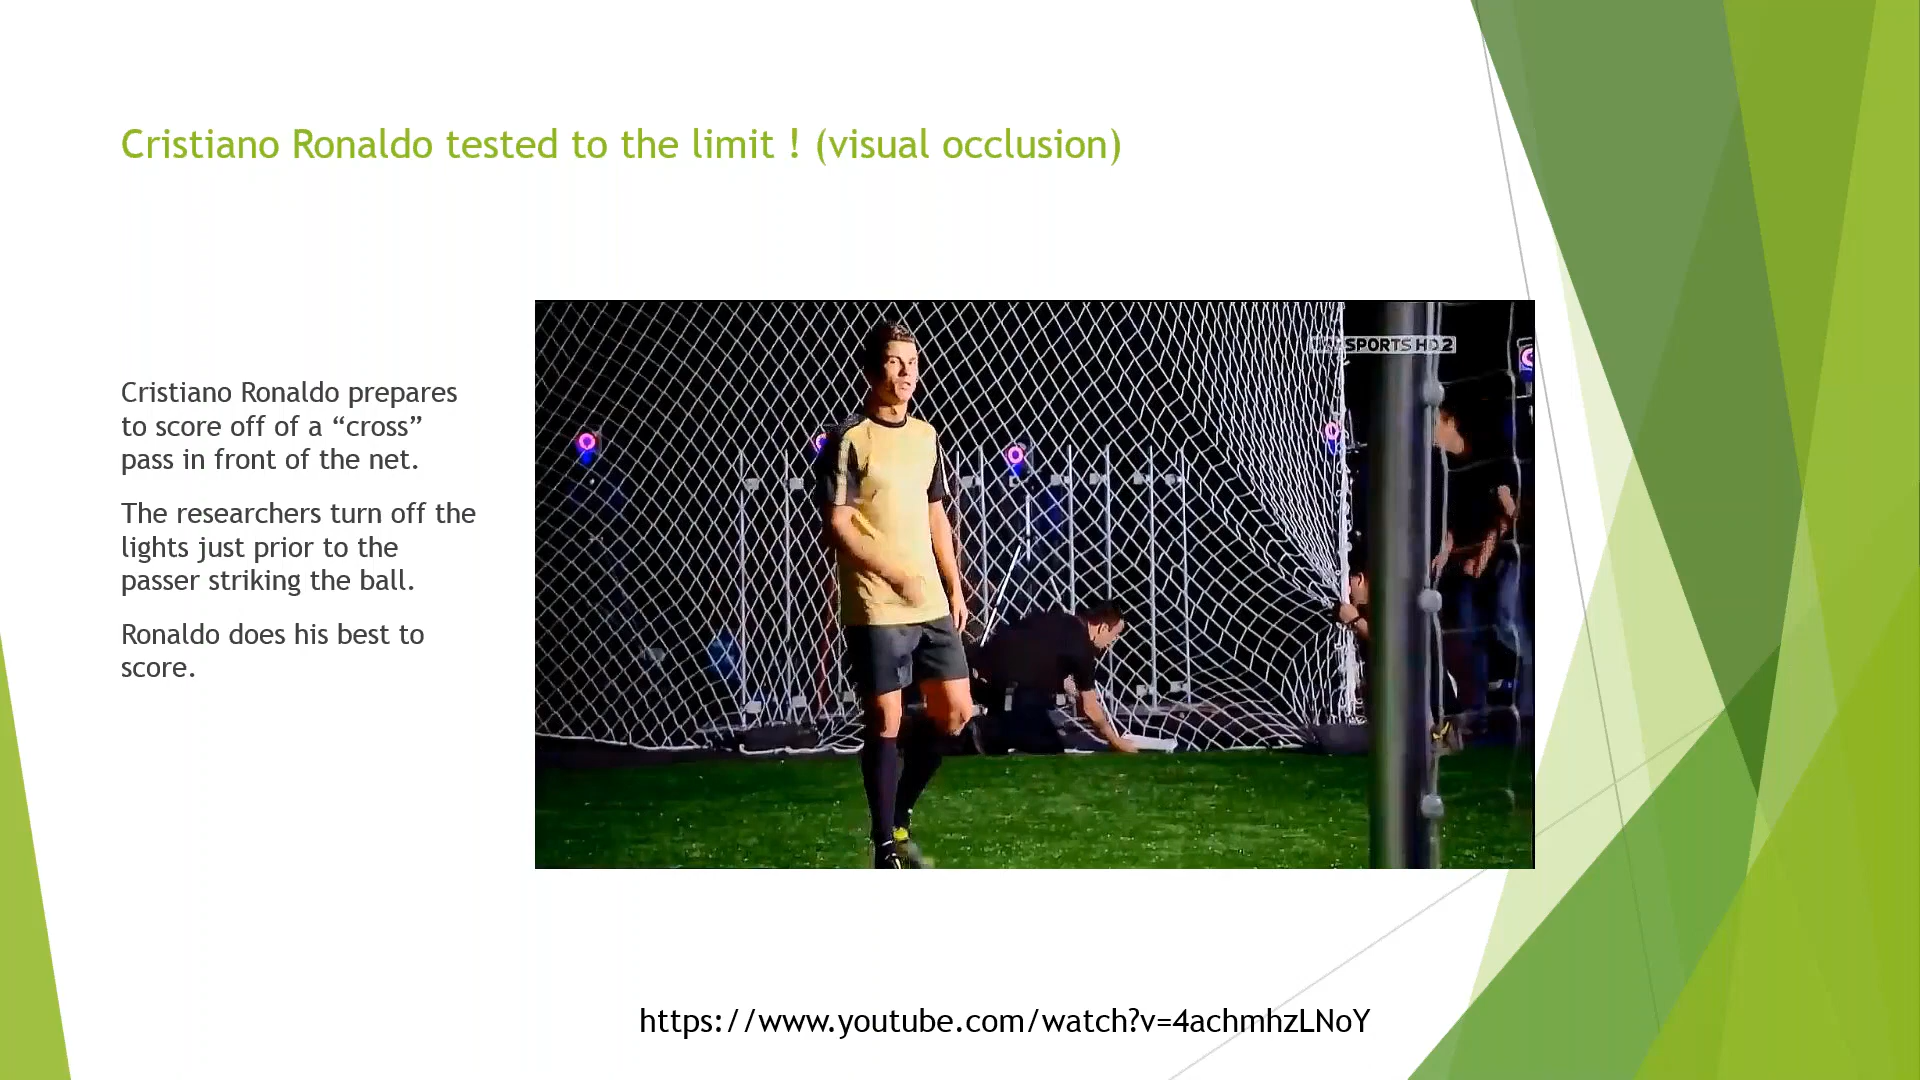 Cristiano Ronaldo tested to the limit ! (visual occlusion)
SPORTS HD2
Cristiano Ronaldo prepares
to score off of a “cross”
pass in front of the net.
The researchers turn off the
lights just prior to the
passer striking the ball.
Ronaldo does his best to
score.
https://www.youtube.com/watch?v=4achmhzLNoY